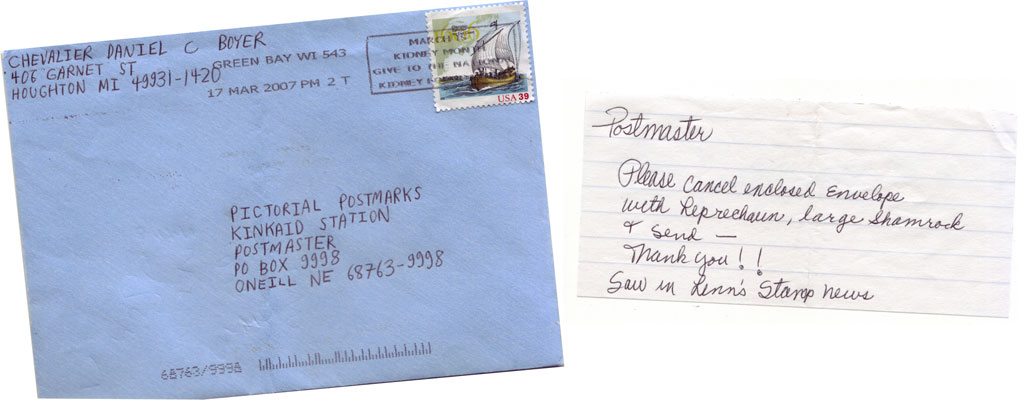 CHEVALIER DANIEL C BOYER
406 GARNET ST
HOUGHTON MI 49931-1420
GREEN BAY WI 543
17 MAR 2007 PM 2 T
MARCH IS
KIDNEY MONTH
GIVE TO THE NATION
KIDNEY
USA 39
PICTORIAL POSTMARKS
KINKAID STATION
POSTMASTER
PO BOX 9998
ONEILL NE 68763-9998
68763/9998
Postmaster
Please Cancel enclosed Envelope
with Leprechaun, large Shamrock
& Send —
Thank you!!
Saw in Linn's Stamp news